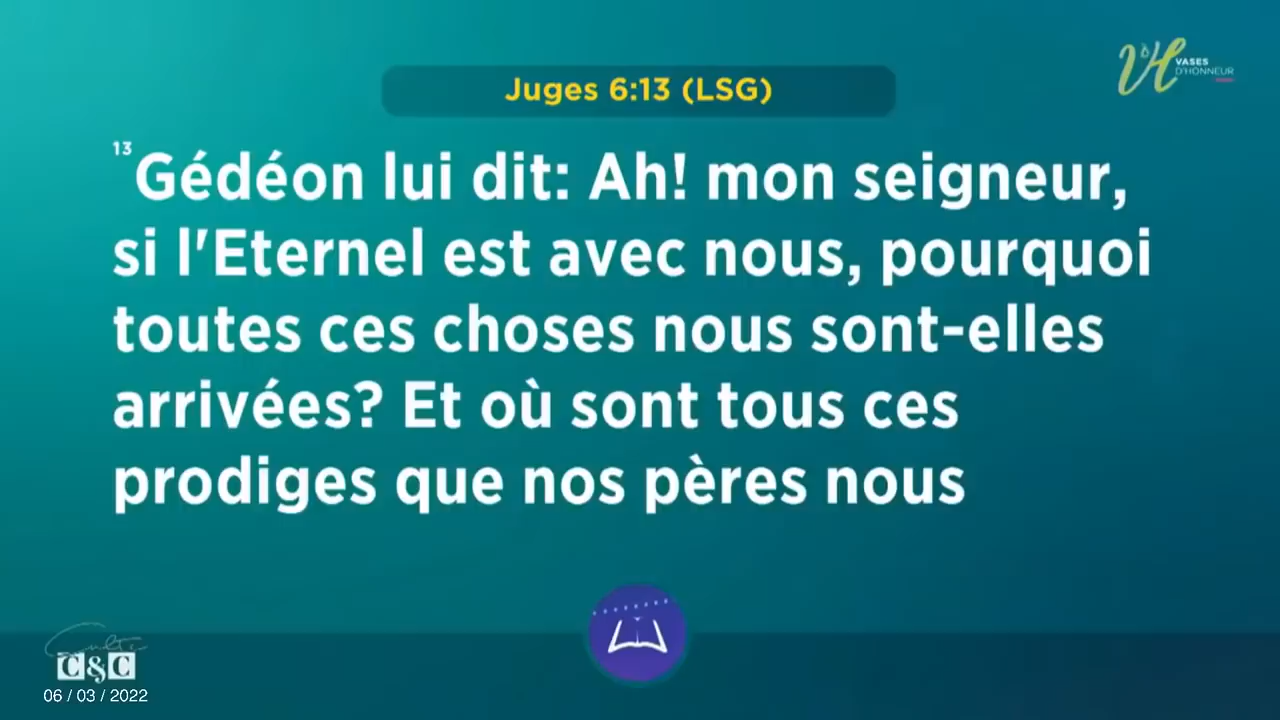 Juges 6:13 (LSG)
VASES
D'HONNEUR
13 Gédéon lui dit: Ah! mon seigneur,
si l'Eternel est avec nous, pourquoi
toutes ces choses nous sont-elles
arrivées? Et où sont tous ces
prodiges que nos pères nous
Culte
C&C
06 / 03 / 2022